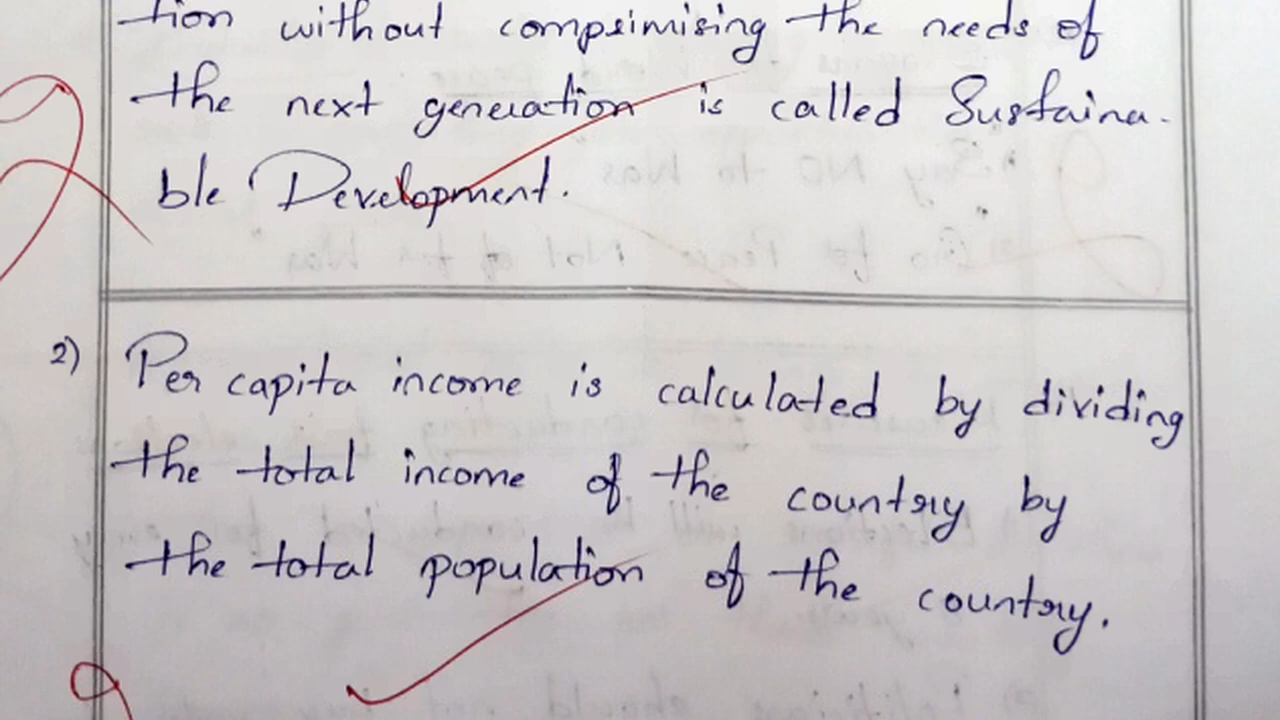 tion without compriimising the needs of
the next generation is called Sustaina-
ble Development.
2) Per capita income is calculated by dividing
the total income of the country by
the total population of the country.